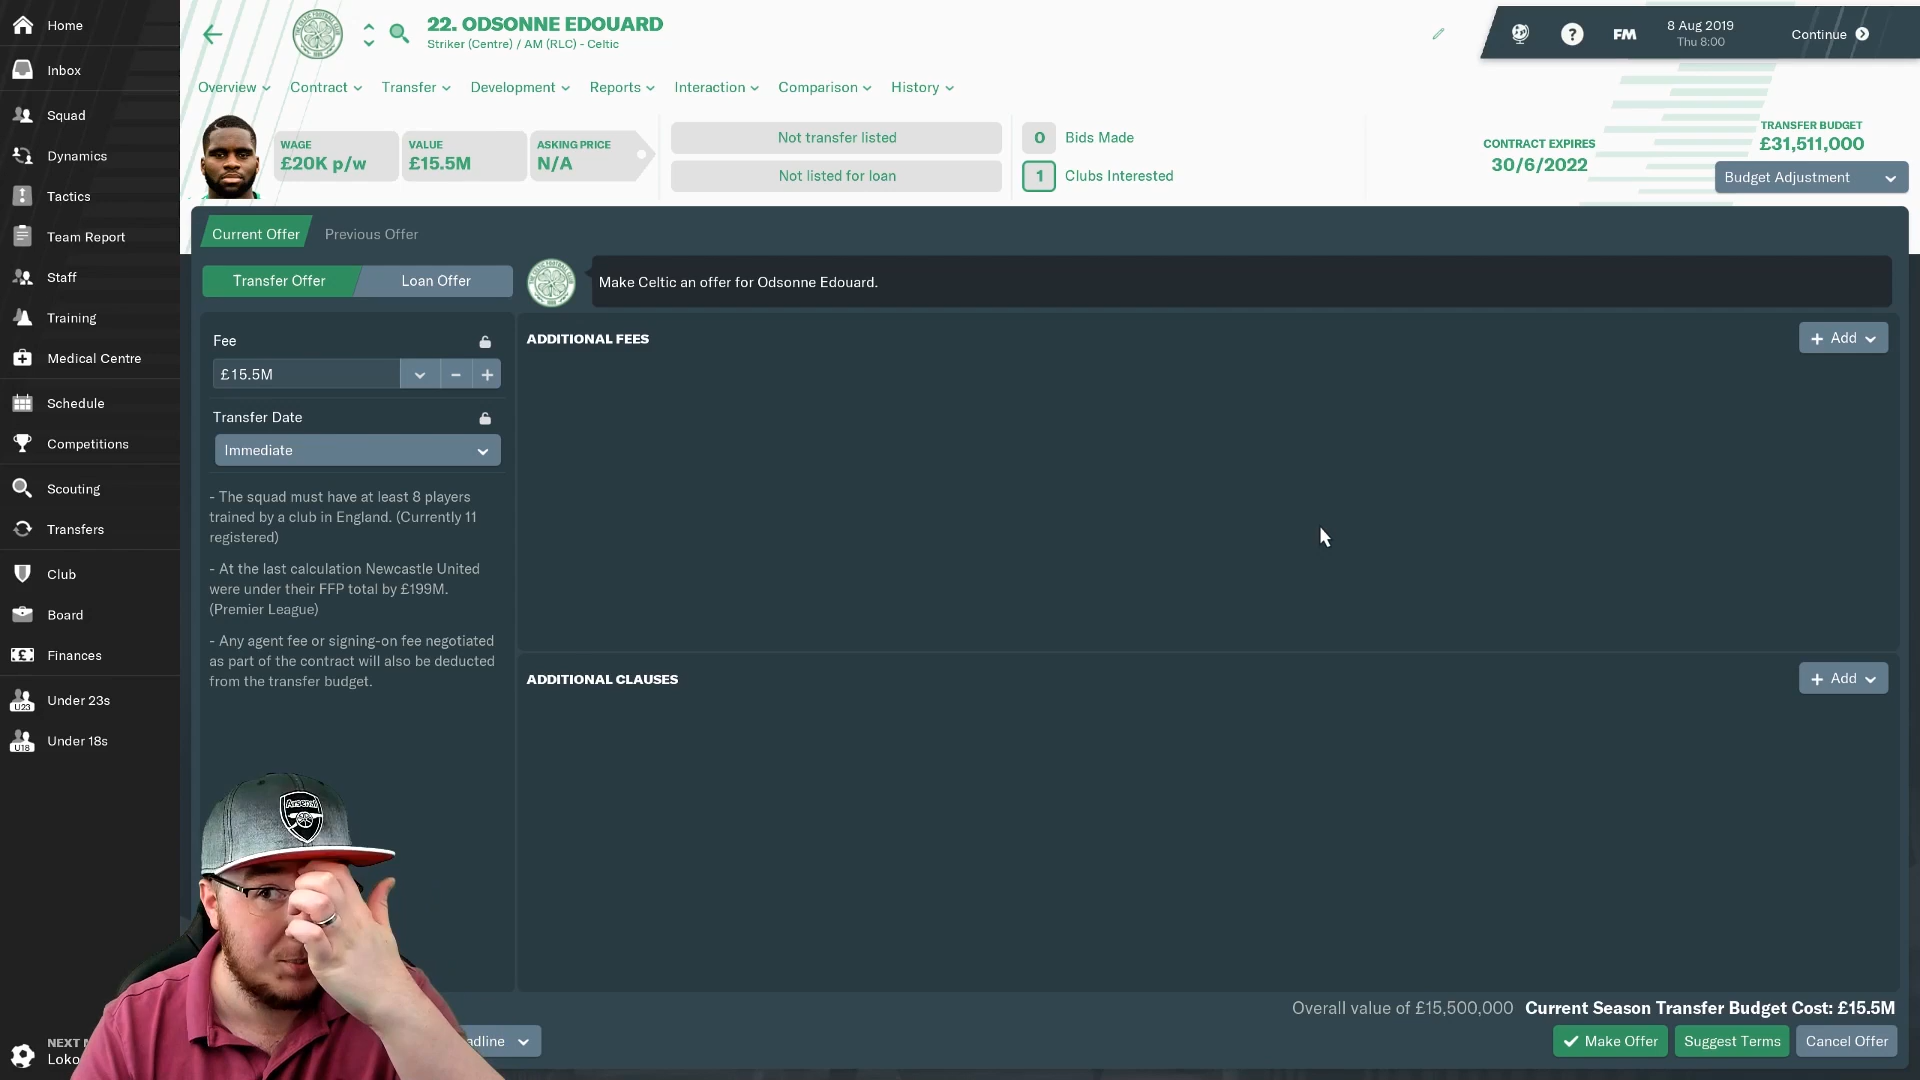 Home
Inbox
Squad
Dynamics
Tactics
Team Report
Staff
Training
Medical Centre
Schedule
Competitions
Scouting
Transfers
Club
Board
Finances
U23
Under 23s
U18
Under 18s
22. ODSONNE EDOUARD
Striker (Centre) / AM (RLC) - Celtic
? FM
8 Aug 2019
Thu 8:00
Continue
Overview
Contract
Transfer
Development
Reports
Interaction
Comparison
History
WAGE
£20K p/w
VALUE
£15.5M
ASKING PRICE
N/A
Not transfer listed
Not listed for loan
0 Bids Made
1 Clubs Interested
CONTRACT EXPIRES
30/6/2022
TRANSFER BUDGET
£31,511,000
Budget Adjustment
Current Offer
Previous Offer
Transfer Offer
Loan Offer
Make Celtic an offer for Odsonne Edouard.
Fee
£15.5M
Transfer Date
Immediate
- The squad must have at least 8 players
trained by a club in England. (Currently 11
registered)
- At the last calculation Newcastle United
were under their FFP total by £199M.
(Premier League)
- Any agent fee or signing-on fee negotiated
as part of the contract will also be deducted
from the transfer budget.
ADDITIONAL FEES
+ Add
ADDITIONAL CLAUSES
+ Add
Arsenal
Overall value of £15,500,000 Current Season Transfer Budget Cost: £15.5M
Make Offer
Suggest Terms
Cancel Offer
NEXT
Loko
adline